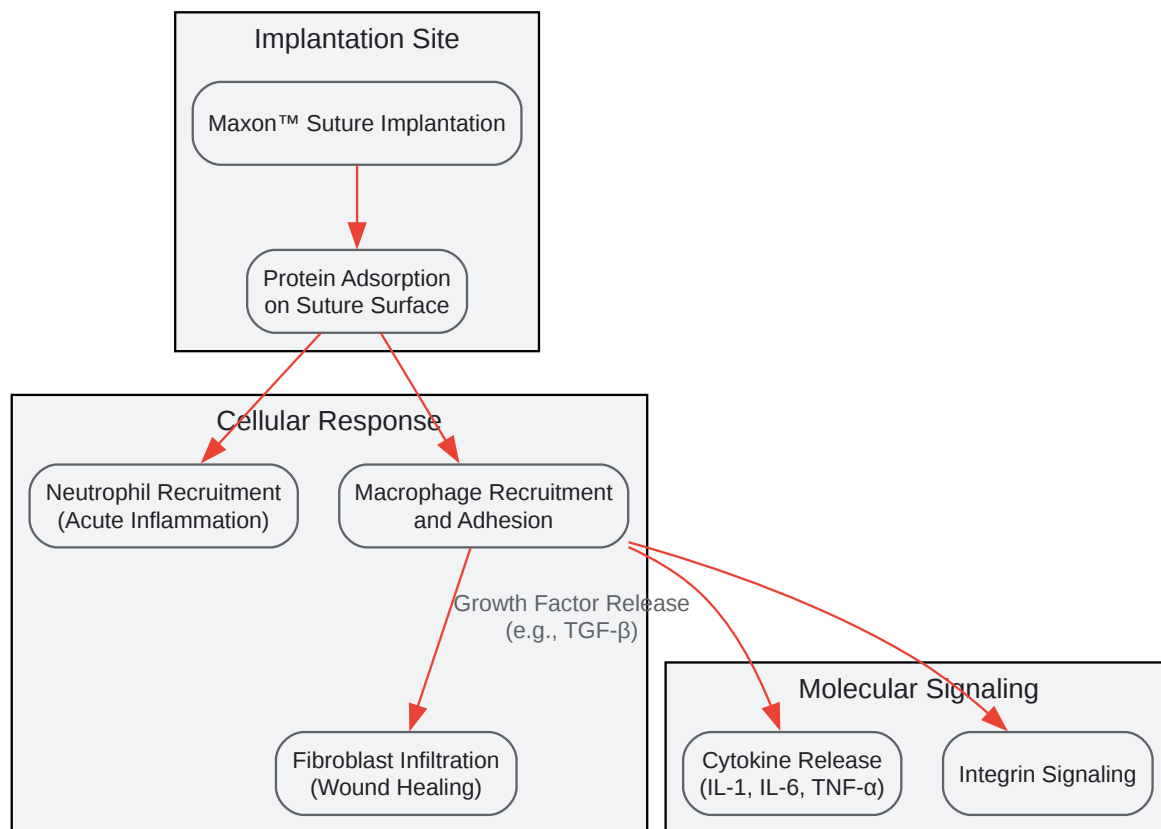 Implantation Site
Maxon™ Suture Implantation
Protein Adsorption
on Suture Surface
Cellular Response
Neutrophil Recruitment
(Acute Inflammation)
Macrophage Recruitment
and Adhesion
Growth Factor Release
(e.g., TGF-β)
Molecular Signaling
Fibroblast Infiltration
(Wound Healing)
Cytokine Release
(IL-1, IL-6, TNF-α)
Integrin Signaling